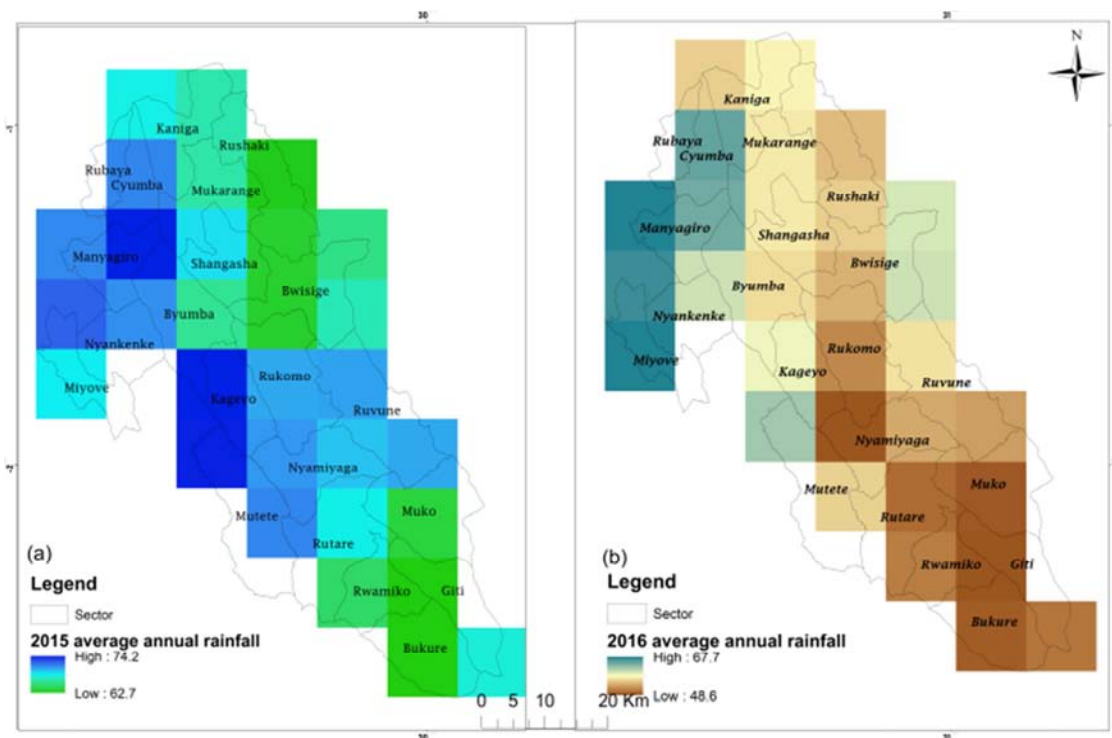 30
31
N
Kaniga
Rushaki
Rubaya
Cyumba
Mukarange
Manyagiro
Shangasha
Bwisige
Byumba
Nyankenke
Miyove
Rukomo
Kageyo
Ruvune
Nyamiyaga
Mutete
Muko
Rutare
Rwamiko
Giti
Bukure
(a)
Legend
Sector
2015 average annual rainfall
High : 74.2
Low : 62.7
0 5 10 20 Km
Kaniga
Rubaya
Cyumba
Mukarange
Rushaki
Manyagiro
Shangasha
Bwisige
Byumba
Nyankenke
Miyove
Rukomo
Kageyo
Ruvune
Nyamiyaga
Mutete
Muko
Rutare
Rwamiko
Giti
Bukure
(b)
Legend
Sector
2016 average annual rainfall
High : 67.7
Low : 48.6